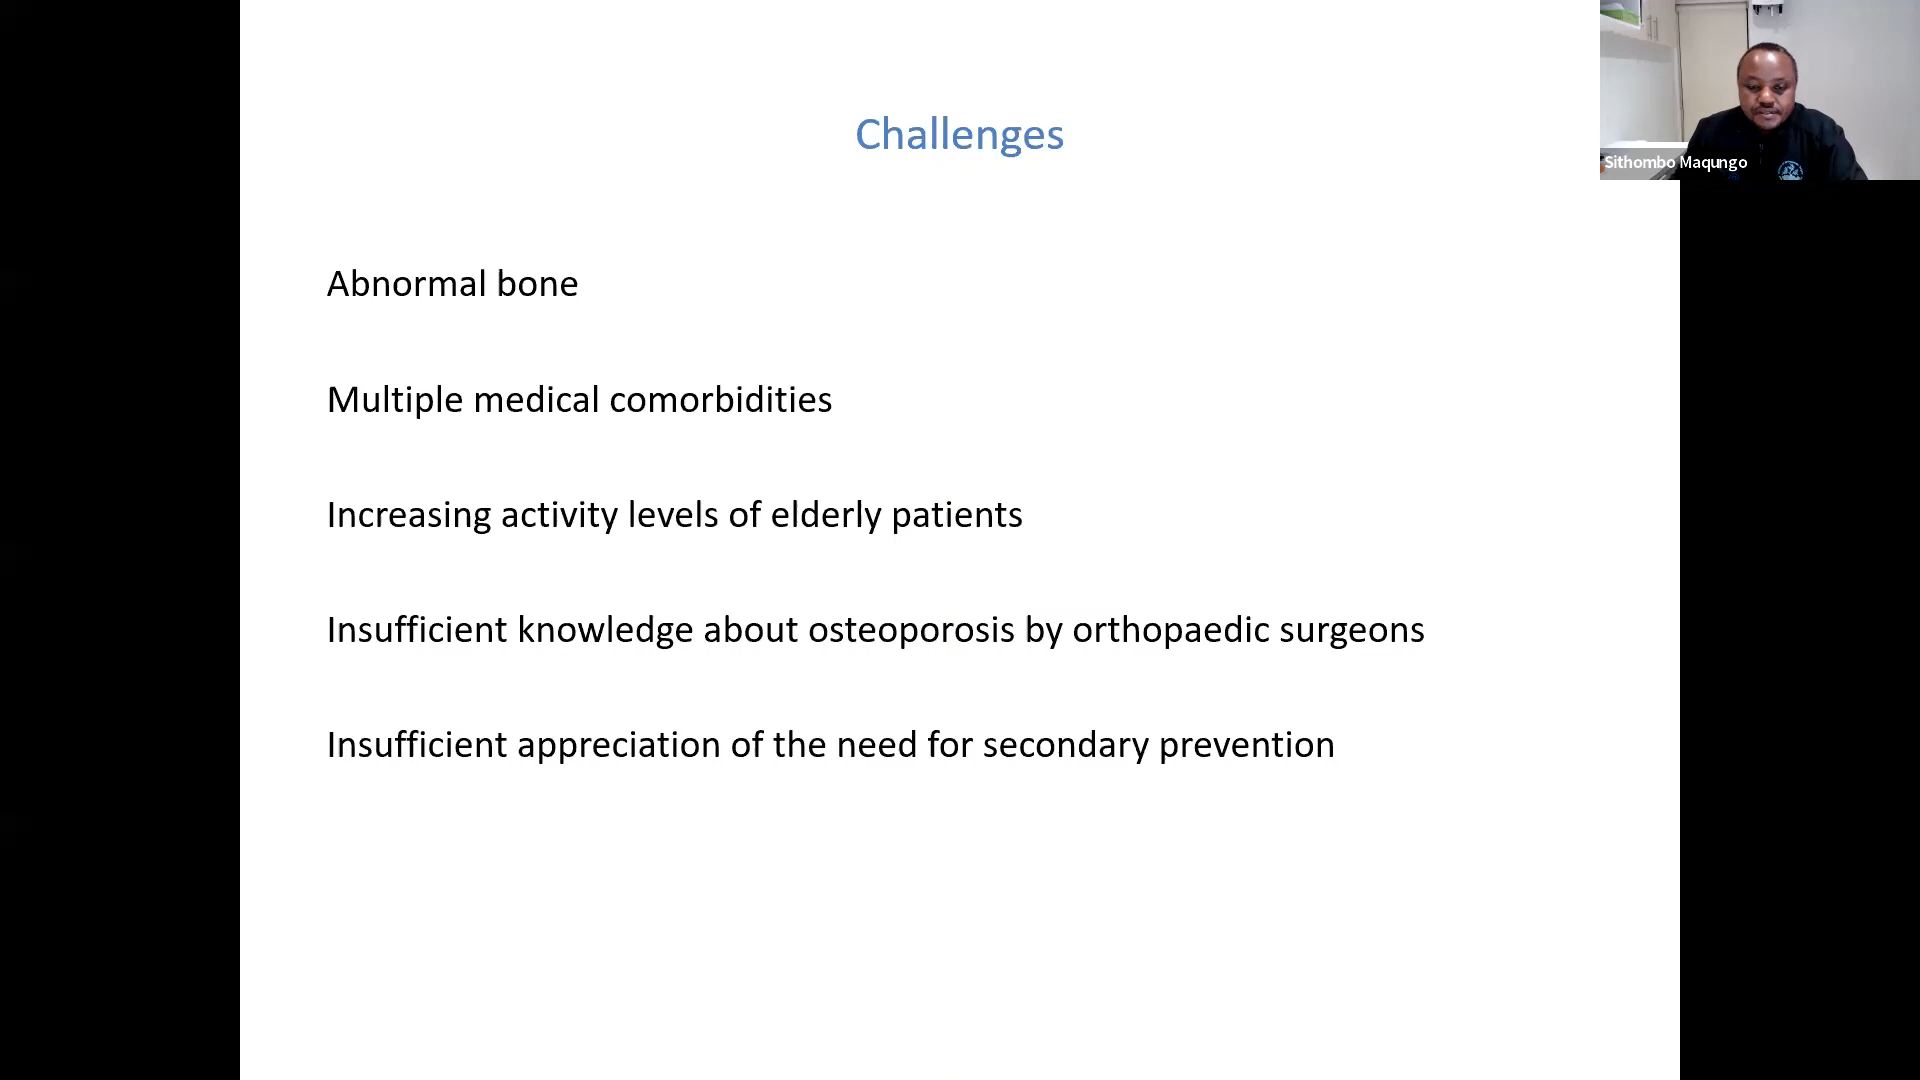 Challenges
Sithombo Maqungo
Abnormal bone
Multiple medical comorbidities
Increasing activity levels of elderly patients
Insufficient knowledge about osteoporosis by orthopaedic surgeons
Insufficient appreciation of the need for secondary prevention